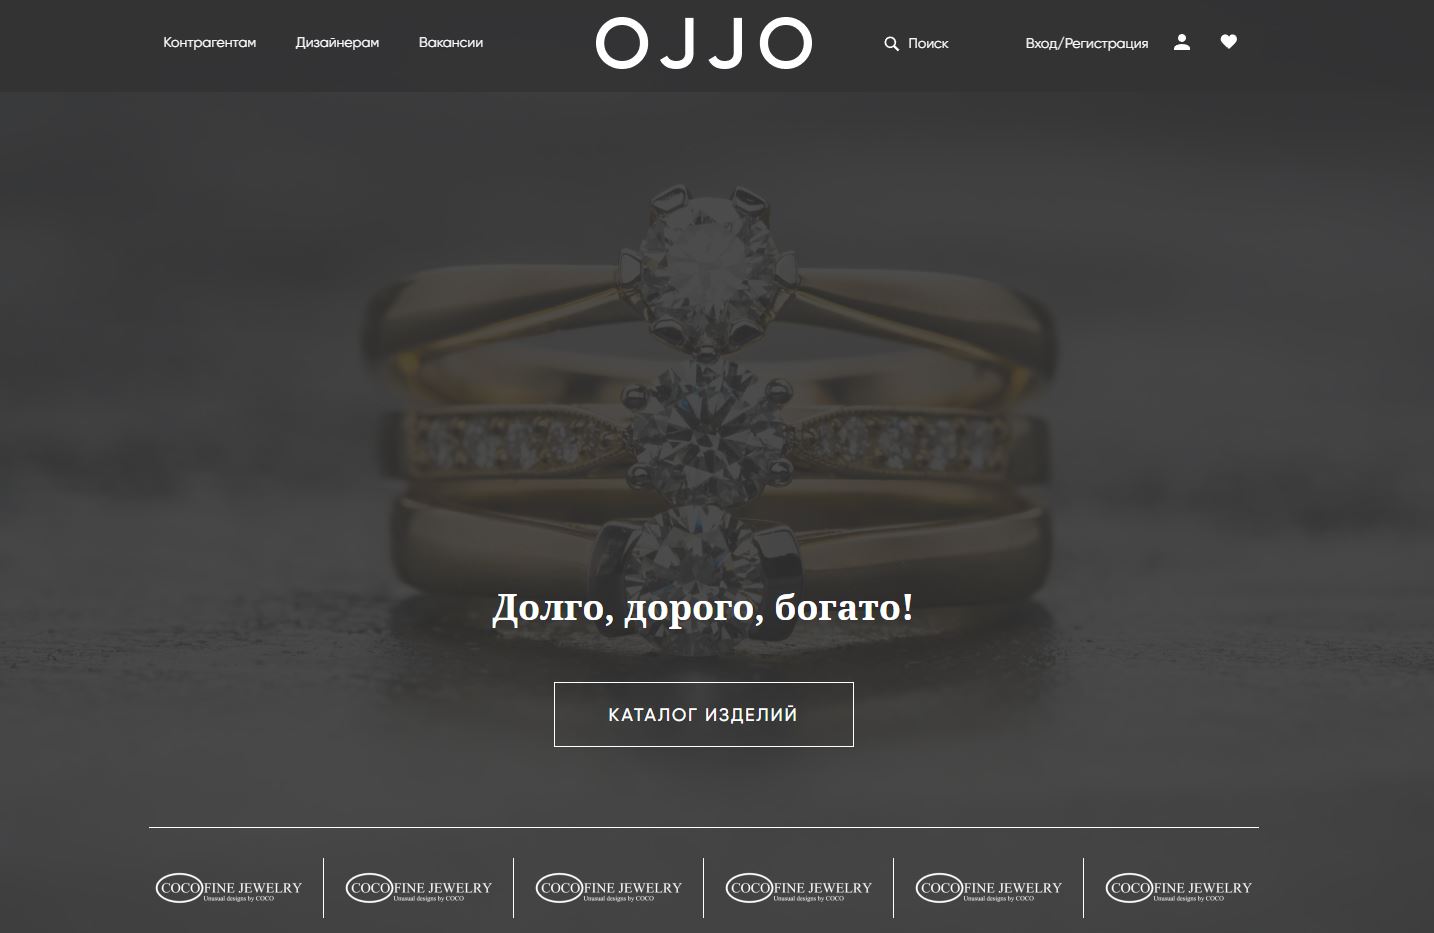 Контрагентам
Дизайнерам
Вакансии
OJJO
Поиск
Вход/Регистрация
Долго, дорого, богато!
КАТАЛОГ ИЗДЕЛИЙ
COCO FINE JEWELRY
Unusual designs by COCO
COCO FINE JEWELRY
Unusual designs by COCO
COCO FINE JEWELRY
Unusual designs by COCO
COCO FINE JEWELRY
Unusual designs by COCO
COCO FINE JEWELRY
Unusual designs by COCO
COCO FINE JEWELRY
Unusual designs by COCO